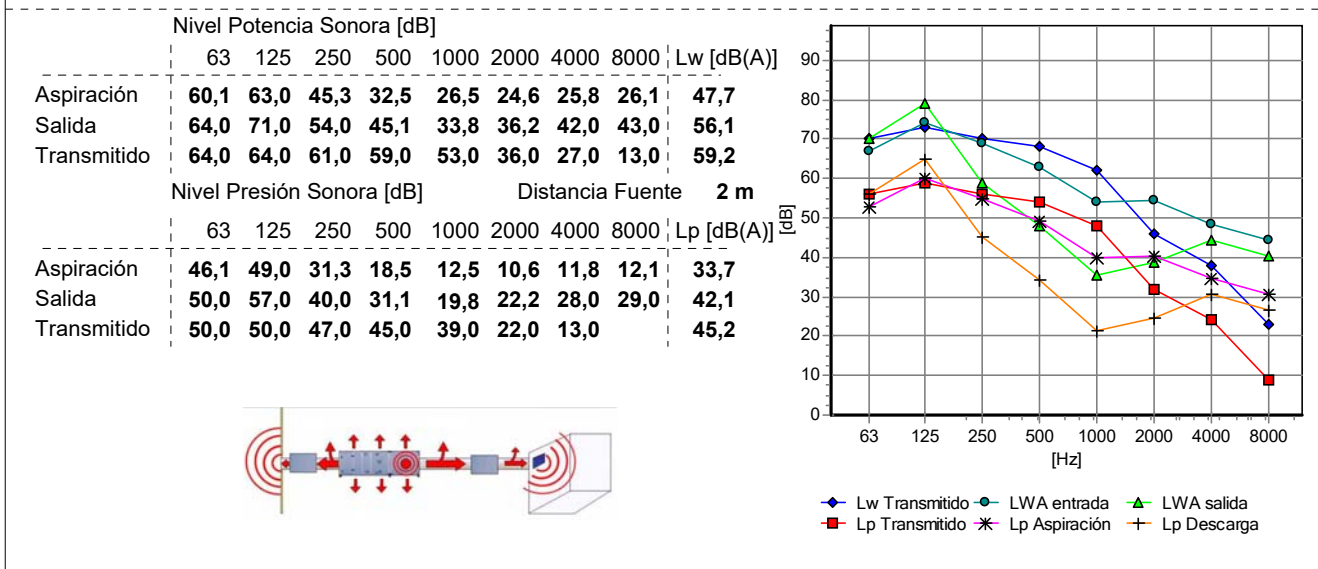 Nivel Potencia Sonora [dB]
63 125 250 500 1000 2000 4000 8000 Lw [dB(A)]
Aspiración 60,1 63,0 45,3 32,5 26,5 24,6 25,8 26,1 47,7
Salida 64,0 71,0 54,0 45,1 33,8 36,2 42,0 43,0 56,1
Transmitido 64,0 64,0 61,0 59,0 53,0 36,0 27,0 13,0 59,2
Nivel Presión Sonora [dB] Distancia Fuente 2 m
63 125 250 500 1000 2000 4000 8000 Lp [dB(A)]
Aspiración 46,1 49,0 31,3 18,5 12,5 10,6 11,8 12,1 33,7
Salida 50,0 57,0 40,0 31,1 19,8 22,2 28,0 29,0 42,1
Transmitido 50,0 50,0 47,0 45,0 39,0 22,0 13,0 45,2
90
80
70
60
50
40
30
20
10
0
[dB]
63 125 250 500 1000 2000 4000 8000
[Hz]
Lw Transmitido LWA entrada LWA salida
Lp Transmitido Lp Aspiración Lp Descarga